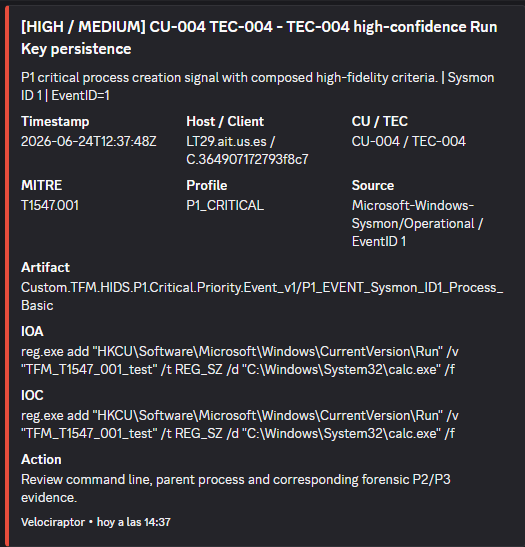 [HIGH / MEDIUM] CU-004 TEC-004 - TEC-004 high-confidence Run
Key persistence
P1 critical process creation signal with composed high-fidelity criteria. | Sysmon
ID 1 | EventID=1
Timestamp
2026-06-24T12:37:48Z
Host / Client
LT29.ait.us.es /
C.364907172793f8c7
CU / TEC
CU-004 / TEC-004
MITRE
T1547.001
Profile
P1_CRITICAL
Source
Microsoft-Windows-
Sysmon/Operational /
EventID 1
Artifact
Custom.TFM.HIDS.P1.Critical.Priority.Event_v1/P1_EVENT_Sysmon_ID1_Process_
Basic
IOA
reg.exe add "HKCU\Software\Microsoft\Windows\CurrentVersion\Run" /v
"TFM_T1547_001_test" /t REG_SZ /d "C:\Windows\System32\calc.exe" /f
IOC
reg.exe add "HKCU\Software\Microsoft\Windows\CurrentVersion\Run" /v
"TFM_T1547_001_test" /t REG_SZ /d "C:\Windows\System32\calc.exe" /f
Action
Review command line, parent process and corresponding forensic P2/P3
evidence.
Velociraptor • hoy a las 14:37